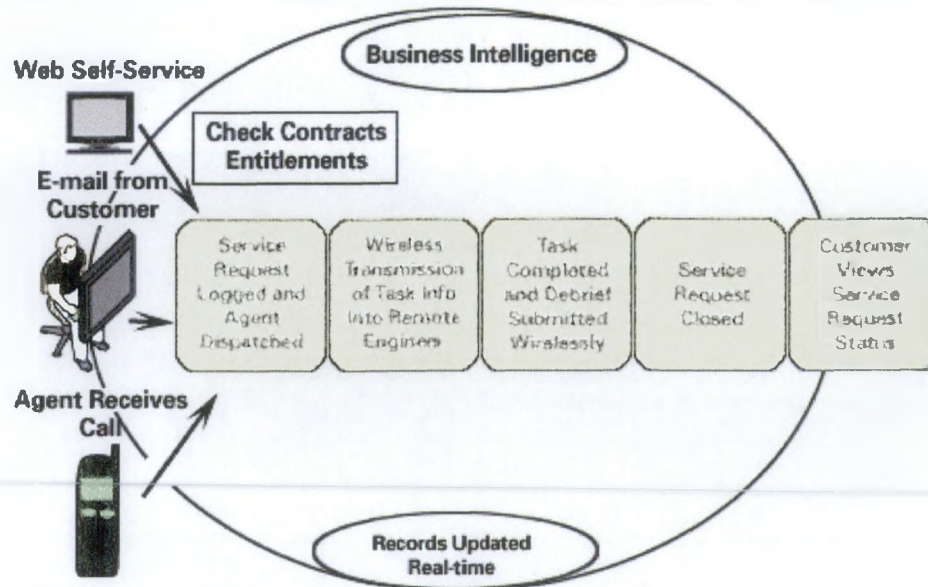 Business Intelligence
Web Self-Service
Check Contracts
Entitlements
E-mail from
Customer
Service
Request
Logged and
Agent
Dispatched
Wireless
Transmission
of Task Info
Into Remote
Engineer
Task
Completed
and Debrief
Submitted
Wirelessly
Service
Request
Closed
Customer
Views
Service
Request
Status
Agent Receives
Call
Records Updated
Real-time